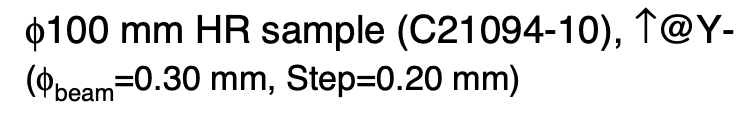 ϕ100 mm HR sample (C21094-10), ↑@Y-
(ϕbeam=0.30 mm, Step=0.20 mm)